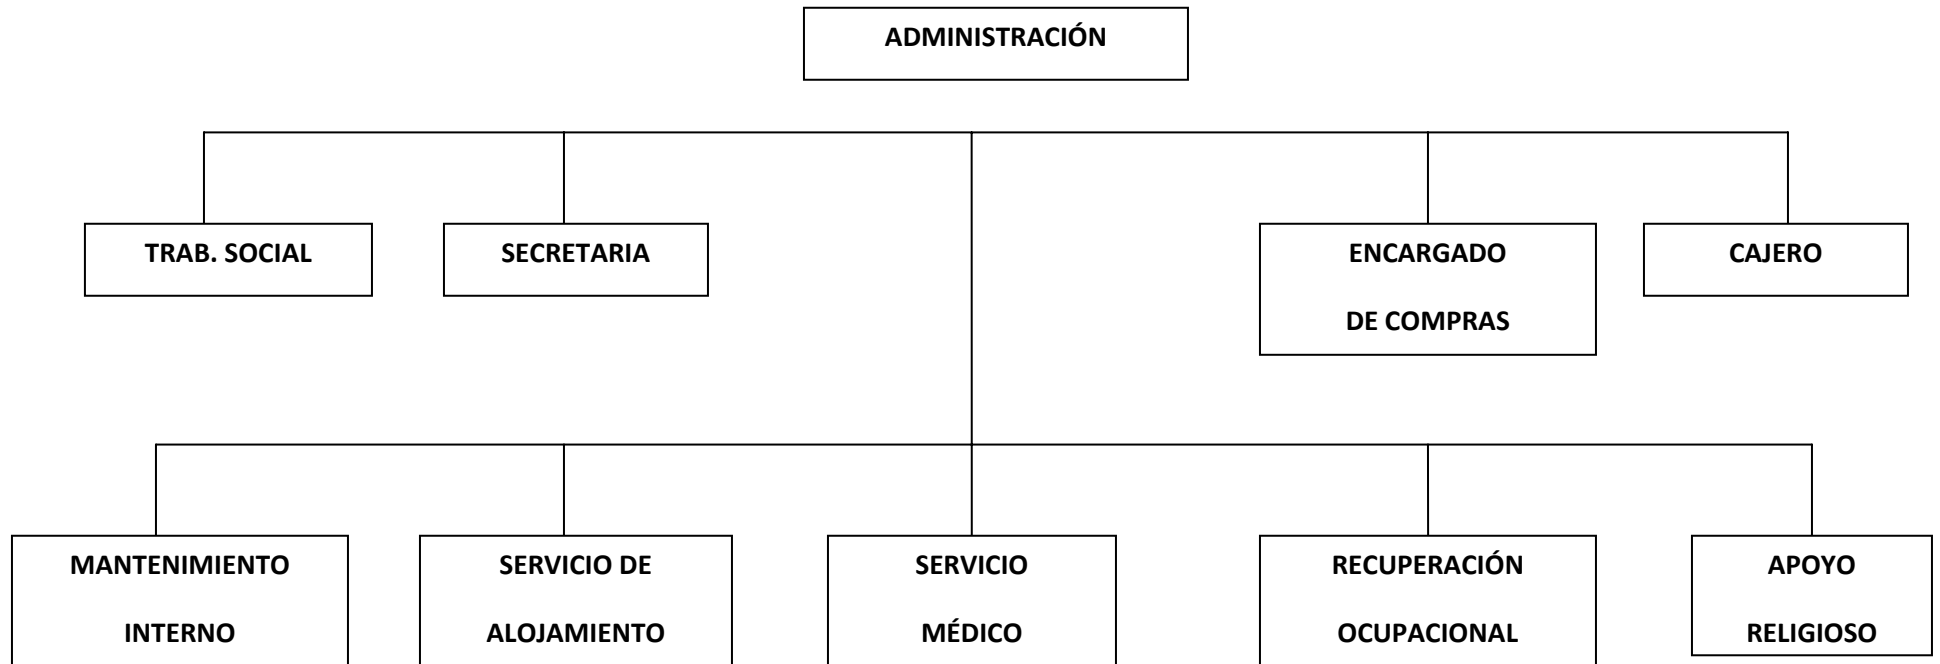 ADMINISTRACIÓN
TRAB. SOCIAL
SECRETARIA
ENCARGADO
DE COMPRAS
CAJERO
MANTENIMIENTO
INTERNO
SERVICIO DE
ALOJAMIENTO
SERVICIO
MÉDICO
RECUPERACIÓN
OCUPACIONAL
APOYO
RELIGIOSO